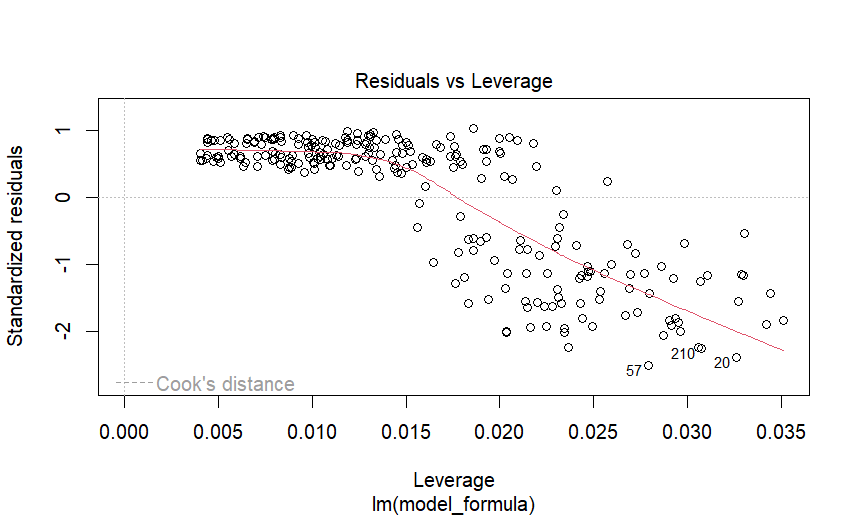 Residuals vs Leverage
Standardized residuals
1
0
-1
-2
210
20
57
Cook's distance
0.000 0.005 0.010 0.015 0.020 0.025 0.030 0.035
Leverage
lm(model_formula)